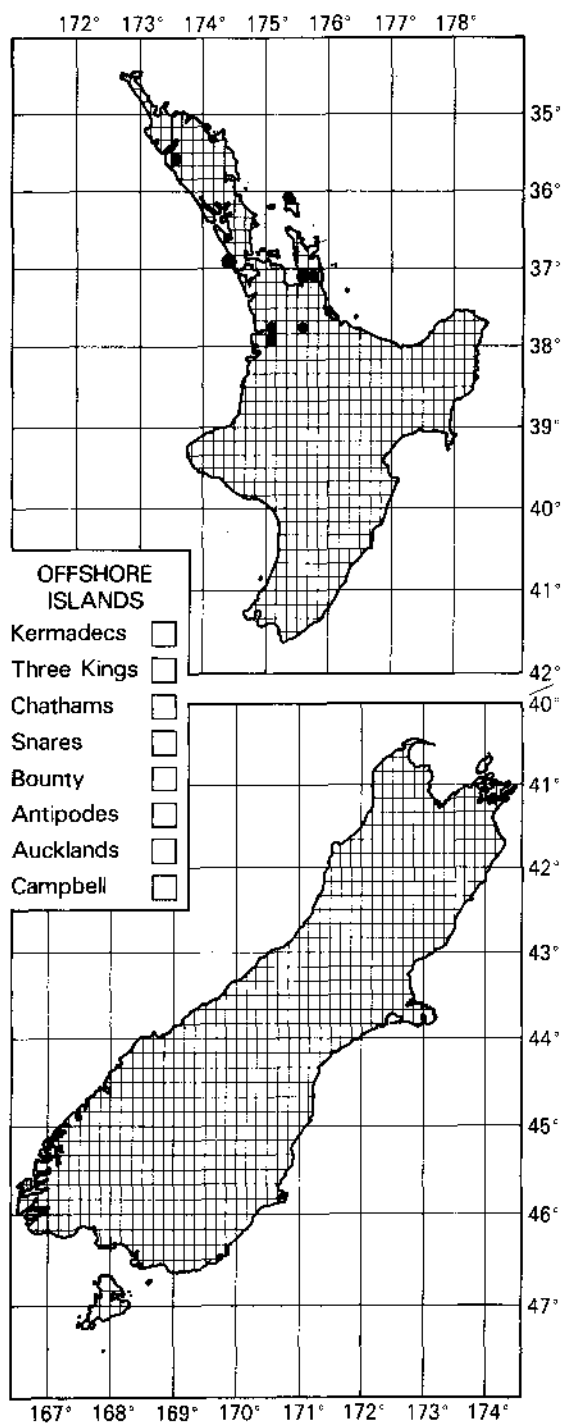 172° 173° 174° 175° 176° 177° 178°
35°
36°
37°
38°
39°
40°
41°
42°
OFFSHORE
ISLANDS
Kermadecs
Three Kings
Chathams
Snares
Bounty
Antipodes
Aucklands
Campbell
40°
41°
42°
43°
44°
45°
46°
47°
167° 168° 169° 170° 171° 172° 173° 174°